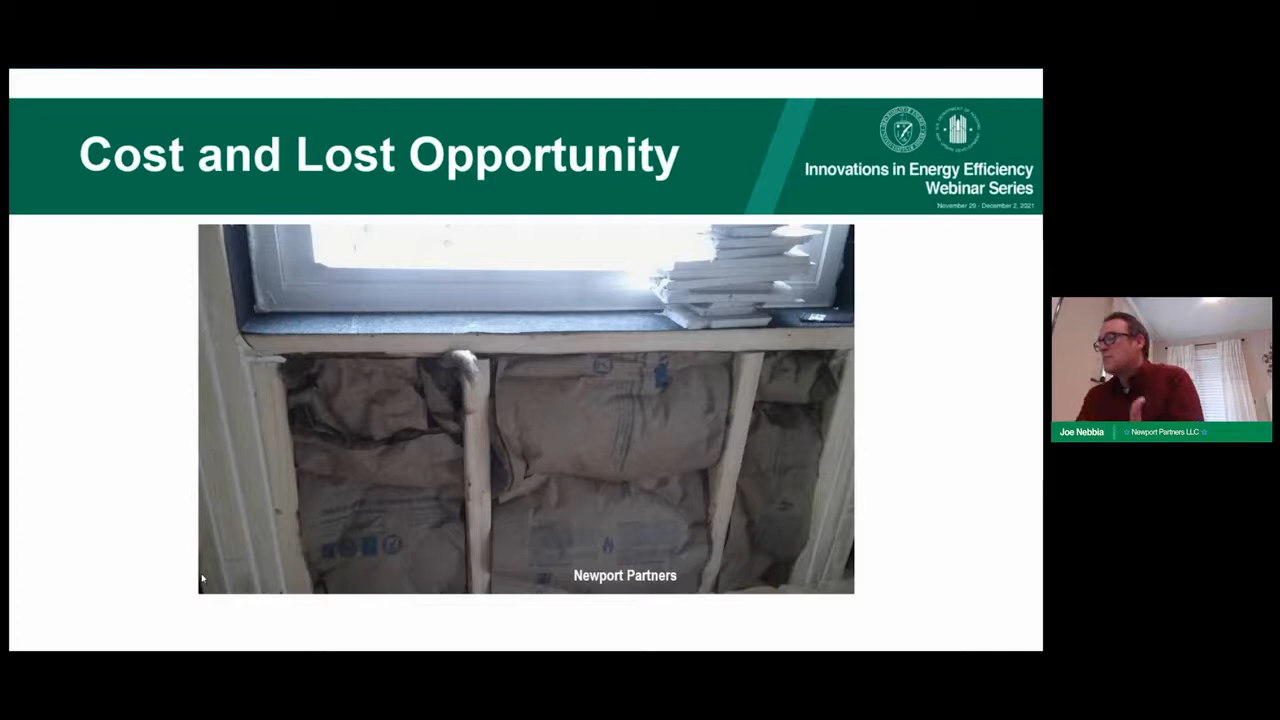 Cost and Lost Opportunity
Innovations in Energy Efficiency
Webinar Series
November 29 - December 2, 2021
Newport Partners
Joe Nebbia
Newport Partners LLC